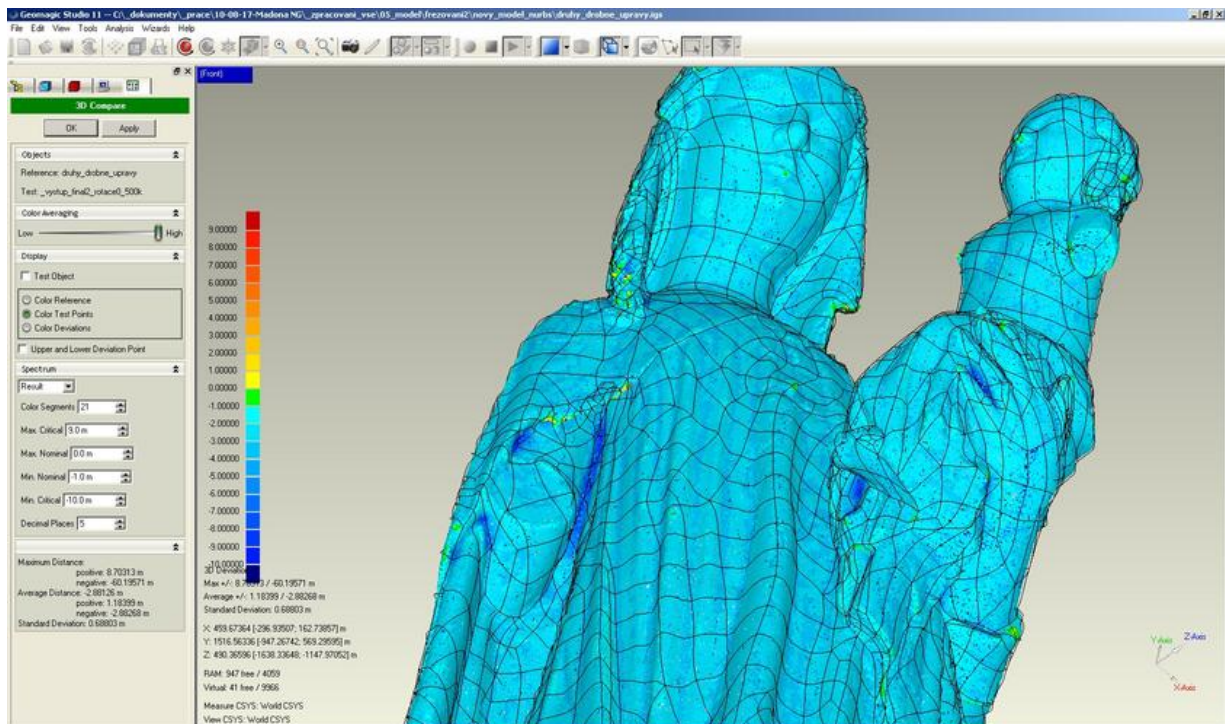 Geomagic Studio 11 -- C:\_dokumenty\_prace\10-08-17-Madona NG\_zpracovani_vse\05_model\frezovani2\novy_model_nurbs\druhy_drobne_upravy.igs
File Edit View Tools Analysis Wizards Help
(Front)
3D Compare
OK Apply
Objects
Reference: druhy_drobne_upravy
Test: _vystup_final2_rotace0_500k
Color Averaging
Low High
Display
Test Object
Color Reference
Color Test Points
Color Deviations
Upper and Lower Deviation Point
Spectrum
Result
Color Segments 21
Max. Critical 9.0 m
Max. Nominal 0.0 m
Min. Nominal -1.0 m
Min. Critical -10.0 m
Decimal Places 5
Maximum Distance:
positive: 8.70313 m
negative: -60.19571 m
Average Distance: -2.88126 m
positive: 1.18399 m
negative: -2.88268 m
Standard Deviation: 0.68803 m
9.00000
8.00000
7.00000
6.00000
5.00000
4.00000
3.00000
2.00000
1.00000
0.00000
-1.00000
-2.00000
-3.00000
-4.00000
-5.00000
-6.00000
-7.00000
-8.00000
-9.00000
-10.00000
3D Deviation
Max +/-: 8.70313 / -60.19571 m
Average +/-: 1.18399 / -2.88268 m
Standard Deviation: 0.68803 m
X: 459.67364 [-296.93507; 162.73857] m
Y: 1516.56336 [-947.26742; 569.29595] m
Z: 490.36596 [-1638.33648; -1147.97052] m
RAM: 947 free / 4059
Virtual: 41 free / 9966
Measure CSYS: World CSYS
View CSYS: World CSYS
Y-Axis Z-Axis
X-Axis